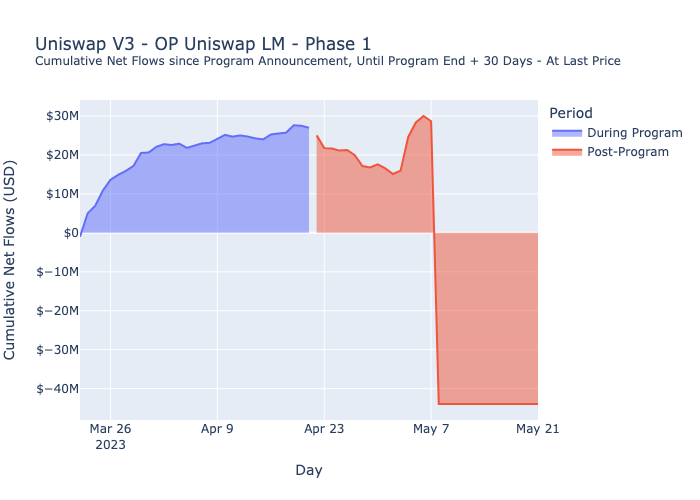 Uniswap V3 - OP Uniswap LM - Phase 1
Cumulative Net Flows since Program Announcement, Until Program End + 30 Days - At Last Price
Period
During Program
Post-Program
Cumulative Net Flows (USD)
$30M
$20M
$10M
$0
$−10M
$−20M
$−30M
$−40M
Mar 26
2023
Apr 9
Apr 23
May 7
May 21
Day